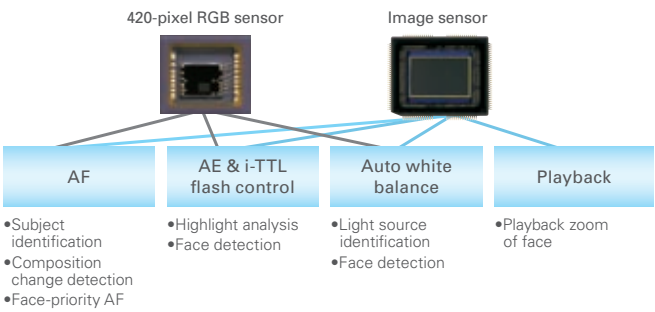 420-pixel RGB sensor
Image sensor
AF
AE & i-TTL
flash control
Auto white
balance
Playback
•Subject
identification
•Composition
change detection
•Face-priority AF
•Highlight analysis
•Face detection
•Light source
identification
•Face detection
•Playback zoom
of face